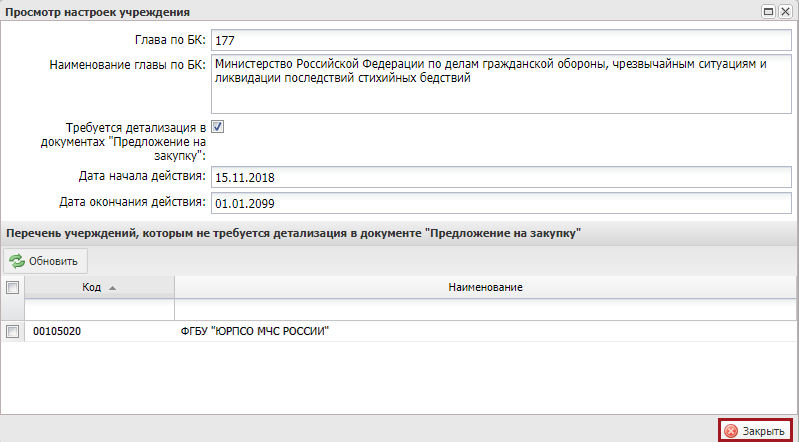 Просмотр настроек учреждения
Глава по БК: 177
Наименование главы по БК: Министерство Российской Федерации по делам гражданской обороны, чрезвычайным ситуациям и
ликвидации последствий стихийных бедствий
Требуется детализация в
документах "Предложение на
закупку":
Дата начала действия: 15.11.2018
Дата окончания действия: 01.01.2099
Перечень учерждений, которым не требуется детализация в документе "Предложение на закупку"
Обновить
Код Наименование
00105020 ФГБУ "ЮРПСО МЧС РОССИИ"
Закрыть